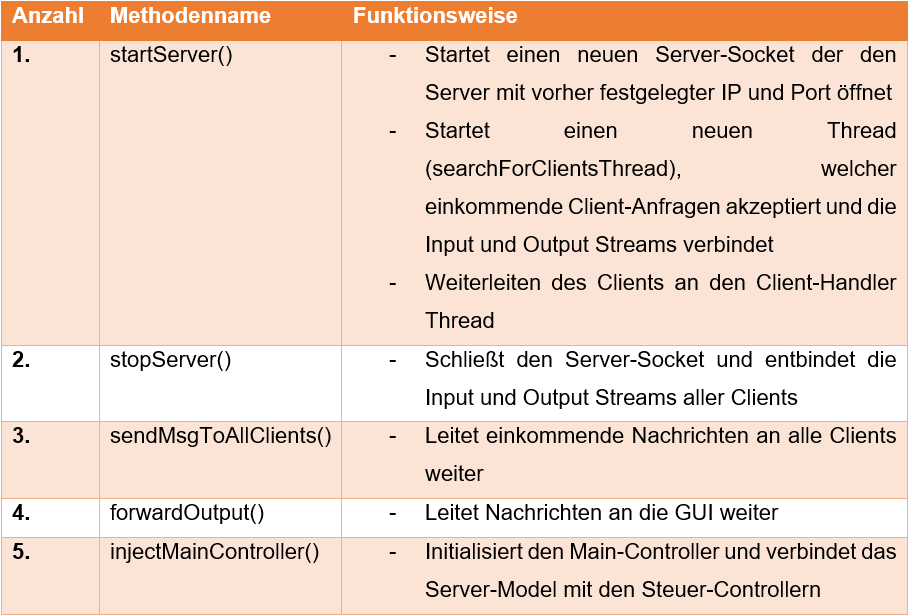 Anzahl Methodenname Funktionsweise
1. startServer() - Startet einen neuen Server-Socket der den
Server mit vorher festgelegter IP und Port öffnet
- Startet einen neuen Thread
(searchForClientsThread), welcher
einkommende Client-Anfragen akzeptiert und die
Input und Output Streams verbindet
- Weiterleiten des Clients an den Client-Handler
Thread
2. stopServer() - Schließt den Server-Socket und entbindet die
Input und Output Streams aller Clients
3. sendMsgToAllClients() - Leitet einkommende Nachrichten an alle Clients
weiter
4. forwardOutput() - Leitet Nachrichten an die GUI weiter
5. injectMainController() - Initialisiert den Main-Controller und verbindet das
Server-Model mit den Steuer-Controllern